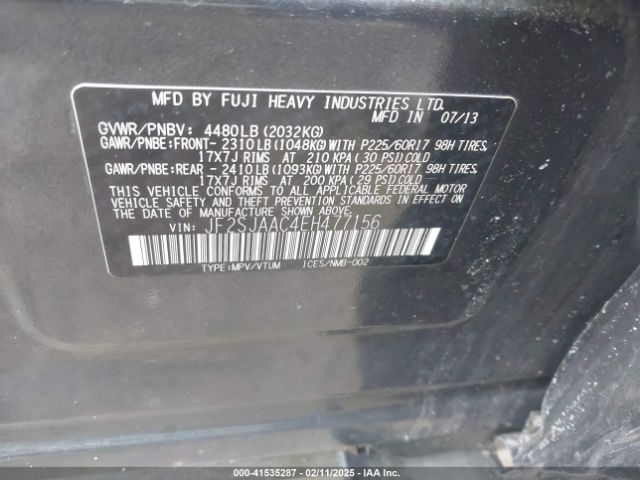 MFD BY FUJI HEAVY INDUSTRIES LTD.
MFD IN 07/13
GVWR/PNBV: 4480LB(2032KG)
GAWR/PNBE:FRONT- 2310LB(1048KG)WITH P225/60R17 98H TIRES,
17X7J RIMS AT 210 KPA(30 PSI)COLD
GAWR/PNBE:REAR - 2410LB(1093KG)WITH P225/60R17 98H TIRES,
17X7J RIMS AT 200 KPA(29 PSI)COLD
THIS VEHICLE CONFORMS TO ALL APPLICABLE FEDERAL MOTOR
VEHICLE SAFETY AND THEFT PREVENTION STANDARDS IN EFFECT
ON THE DATE OF MANUFACTURE SHOWN ABOVE.
VIN: JF2SJAAC4EH477156
TYPE:MPV/VTUM ICES/NMB-002
000-41535287 - 02/11/2025 - IAA